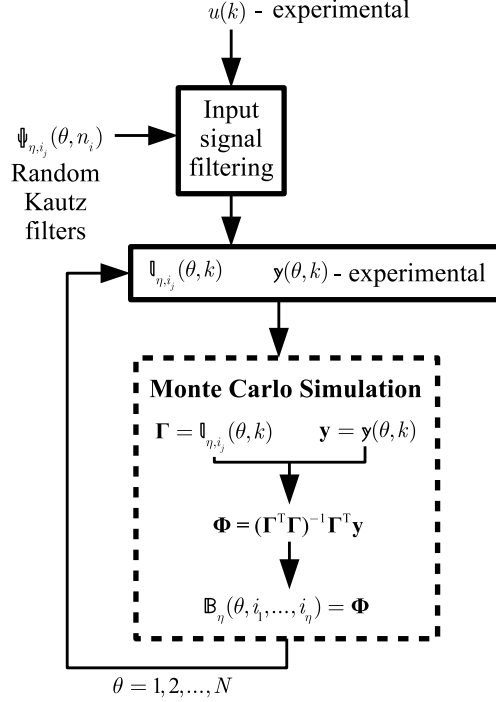 u(k) - experimental
Input
signal
filtering
ψ_{η,i_j}(θ, n_i)
Random
Kautz
filters
𝕝_{η,i_j}(θ, k) 𝕪(θ, k) - experimental
Monte Carlo Simulation
Γ = 𝕝_{η,i_j}(θ, k) y = 𝕪(θ, k)
Φ = (Γ^T Γ)^{-1} Γ^T y
𝔹_η(θ, i_1,..., i_η) = Φ
θ = 1, 2,..., N